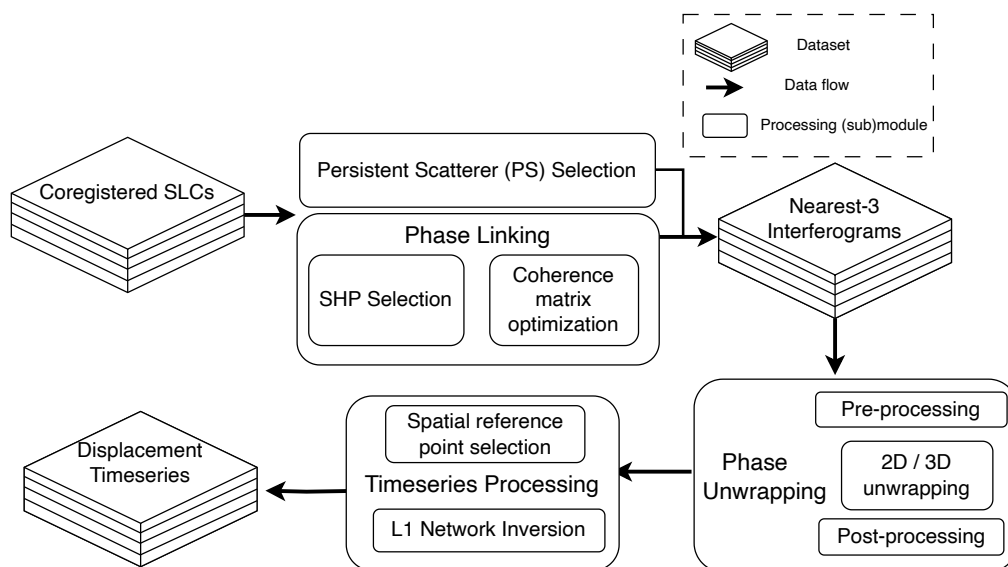 Dataset
Data flow
Processing (sub)module
Coregistered SLCs
Persistent Scatterer (PS) Selection
Phase Linking
SHP Selection
Coherence
matrix
optimization
Nearest-3
Interferograms
Phase
Unwrapping
Pre-processing
2D / 3D
unwrapping
Post-processing
Spatial reference
point selection
Timeseries Processing
L1 Network Inversion
Displacement
Timeseries